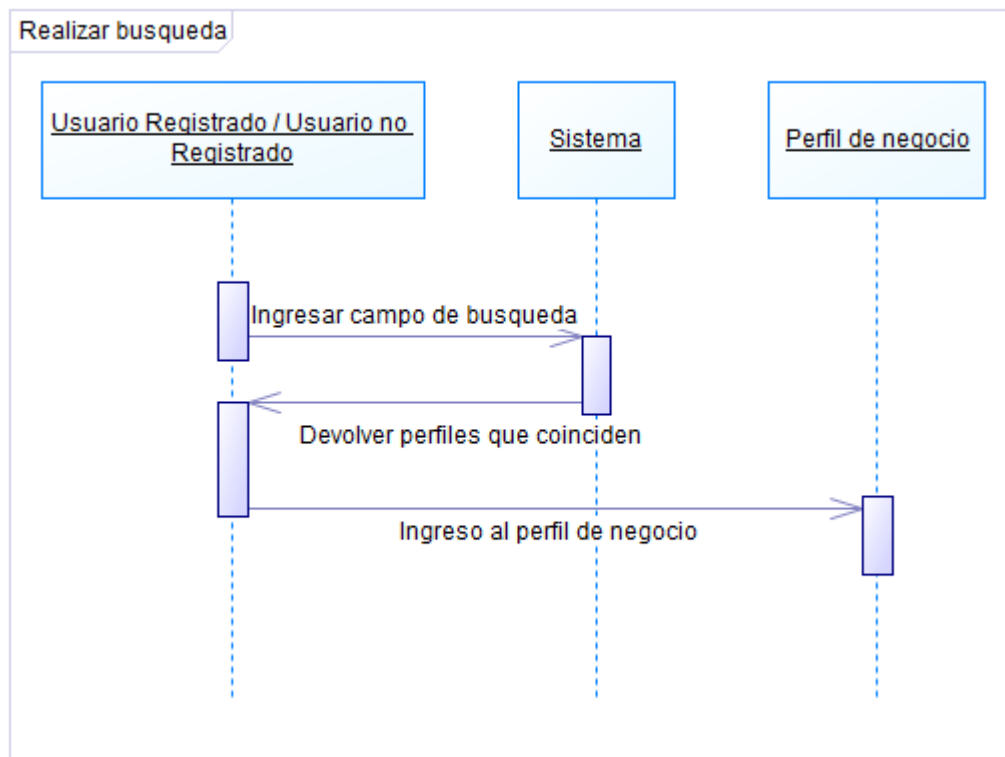 Realizar busqueda
Usuario Registrado / Usuario no
Registrado
Sistema
Perfil de negocio
Ingresar campo de busqueda
Devolver perfiles que coinciden
Ingreso al perfil de negocio